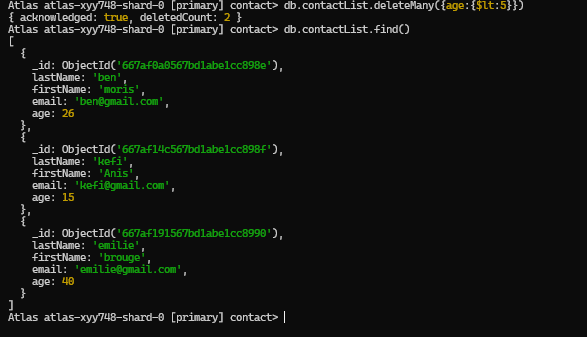 Atlas atlas-xyy748-shard-0 [primary] contact> db.contactList.deleteMany({age:{$lt:5}})
{ acknowledged: true, deletedCount: 2 }
Atlas atlas-xyy748-shard-0 [primary] contact> db.contactList.find()
[
  {
    _id: ObjectId('667af0a0567bd1abe1cc898e'),
    lastName: 'ben',
    firstName: 'moris',
    email: 'ben@gmail.com',
    age: 26
  },
  {
    _id: ObjectId('667af14c567bd1abe1cc898f'),
    lastName: 'kefi',
    firstName: 'Anis',
    email: 'kefi@gmail.com',
    age: 15
  },
  {
    _id: ObjectId('667af191567bd1abe1cc8990'),
    lastName: 'emilie',
    firstName: 'brouge',
    email: 'emilie@gmail.com',
    age: 40
  }
]
Atlas atlas-xyy748-shard-0 [primary] contact>